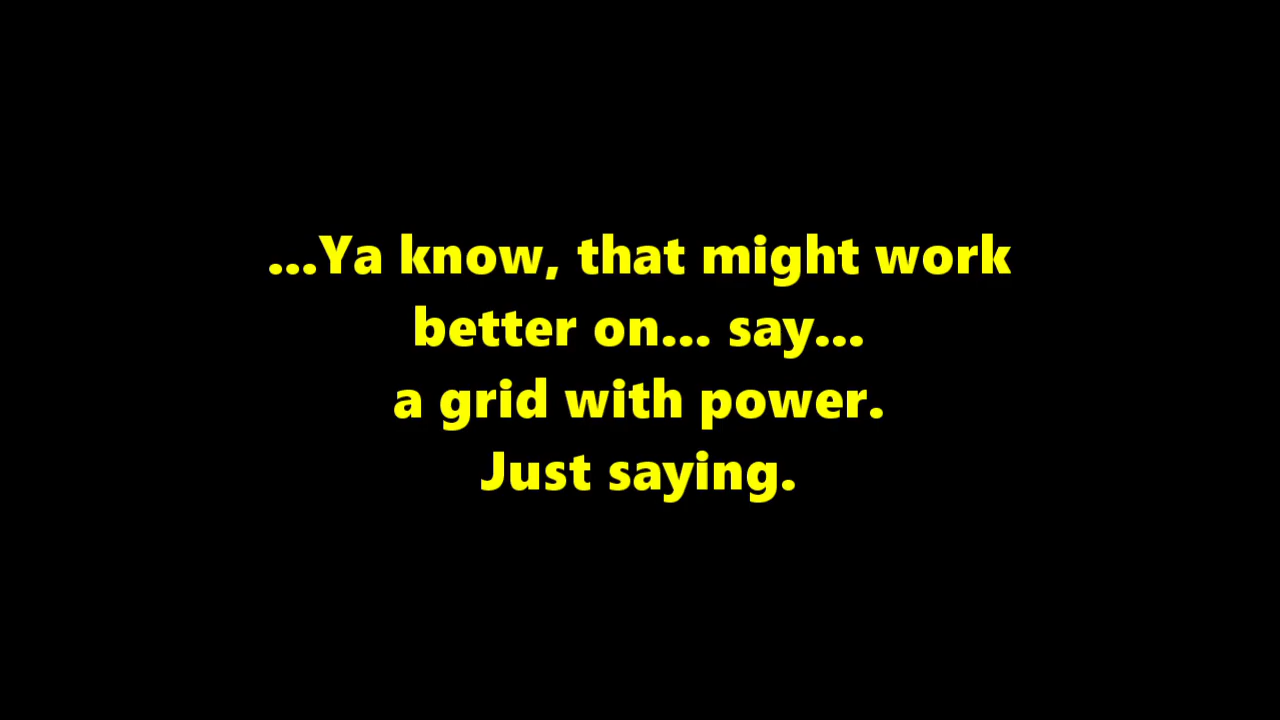 ...Ya know, that might work
better on... say...
a grid with power.
Just saying.